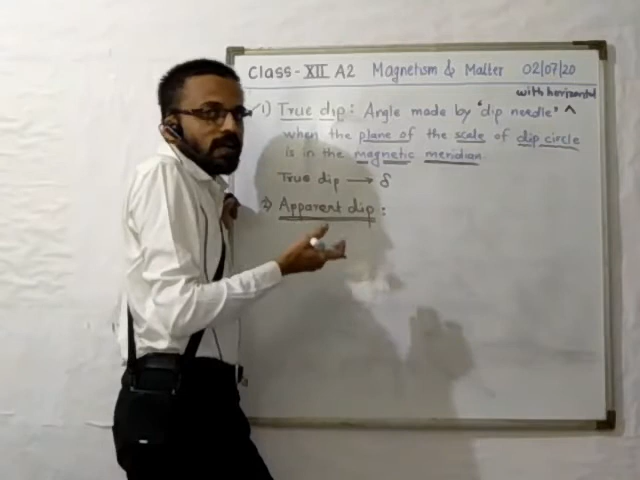 Class - XII A2 Magnetism & Matter 02/07/20
with horizontal
1) True dip: Angle made by 'dip needle' ^
when the plane of the scale of dip circle
is in the magnetic meridian
True dip → δ
2) Apparent dip: